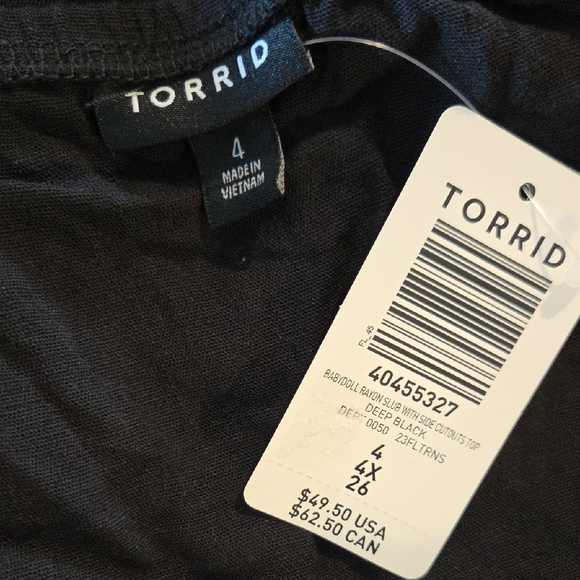 TORRID
4
MADE IN
VIETNAM
TORRID
40455327
BABYDOLL RAYON SLUB WITH SIDE CUTOUTS TOP
DEEP BLACK
DEPT 0050 23FLTRNS
4
4X
26
$49.50 USA
$62.50 CAN